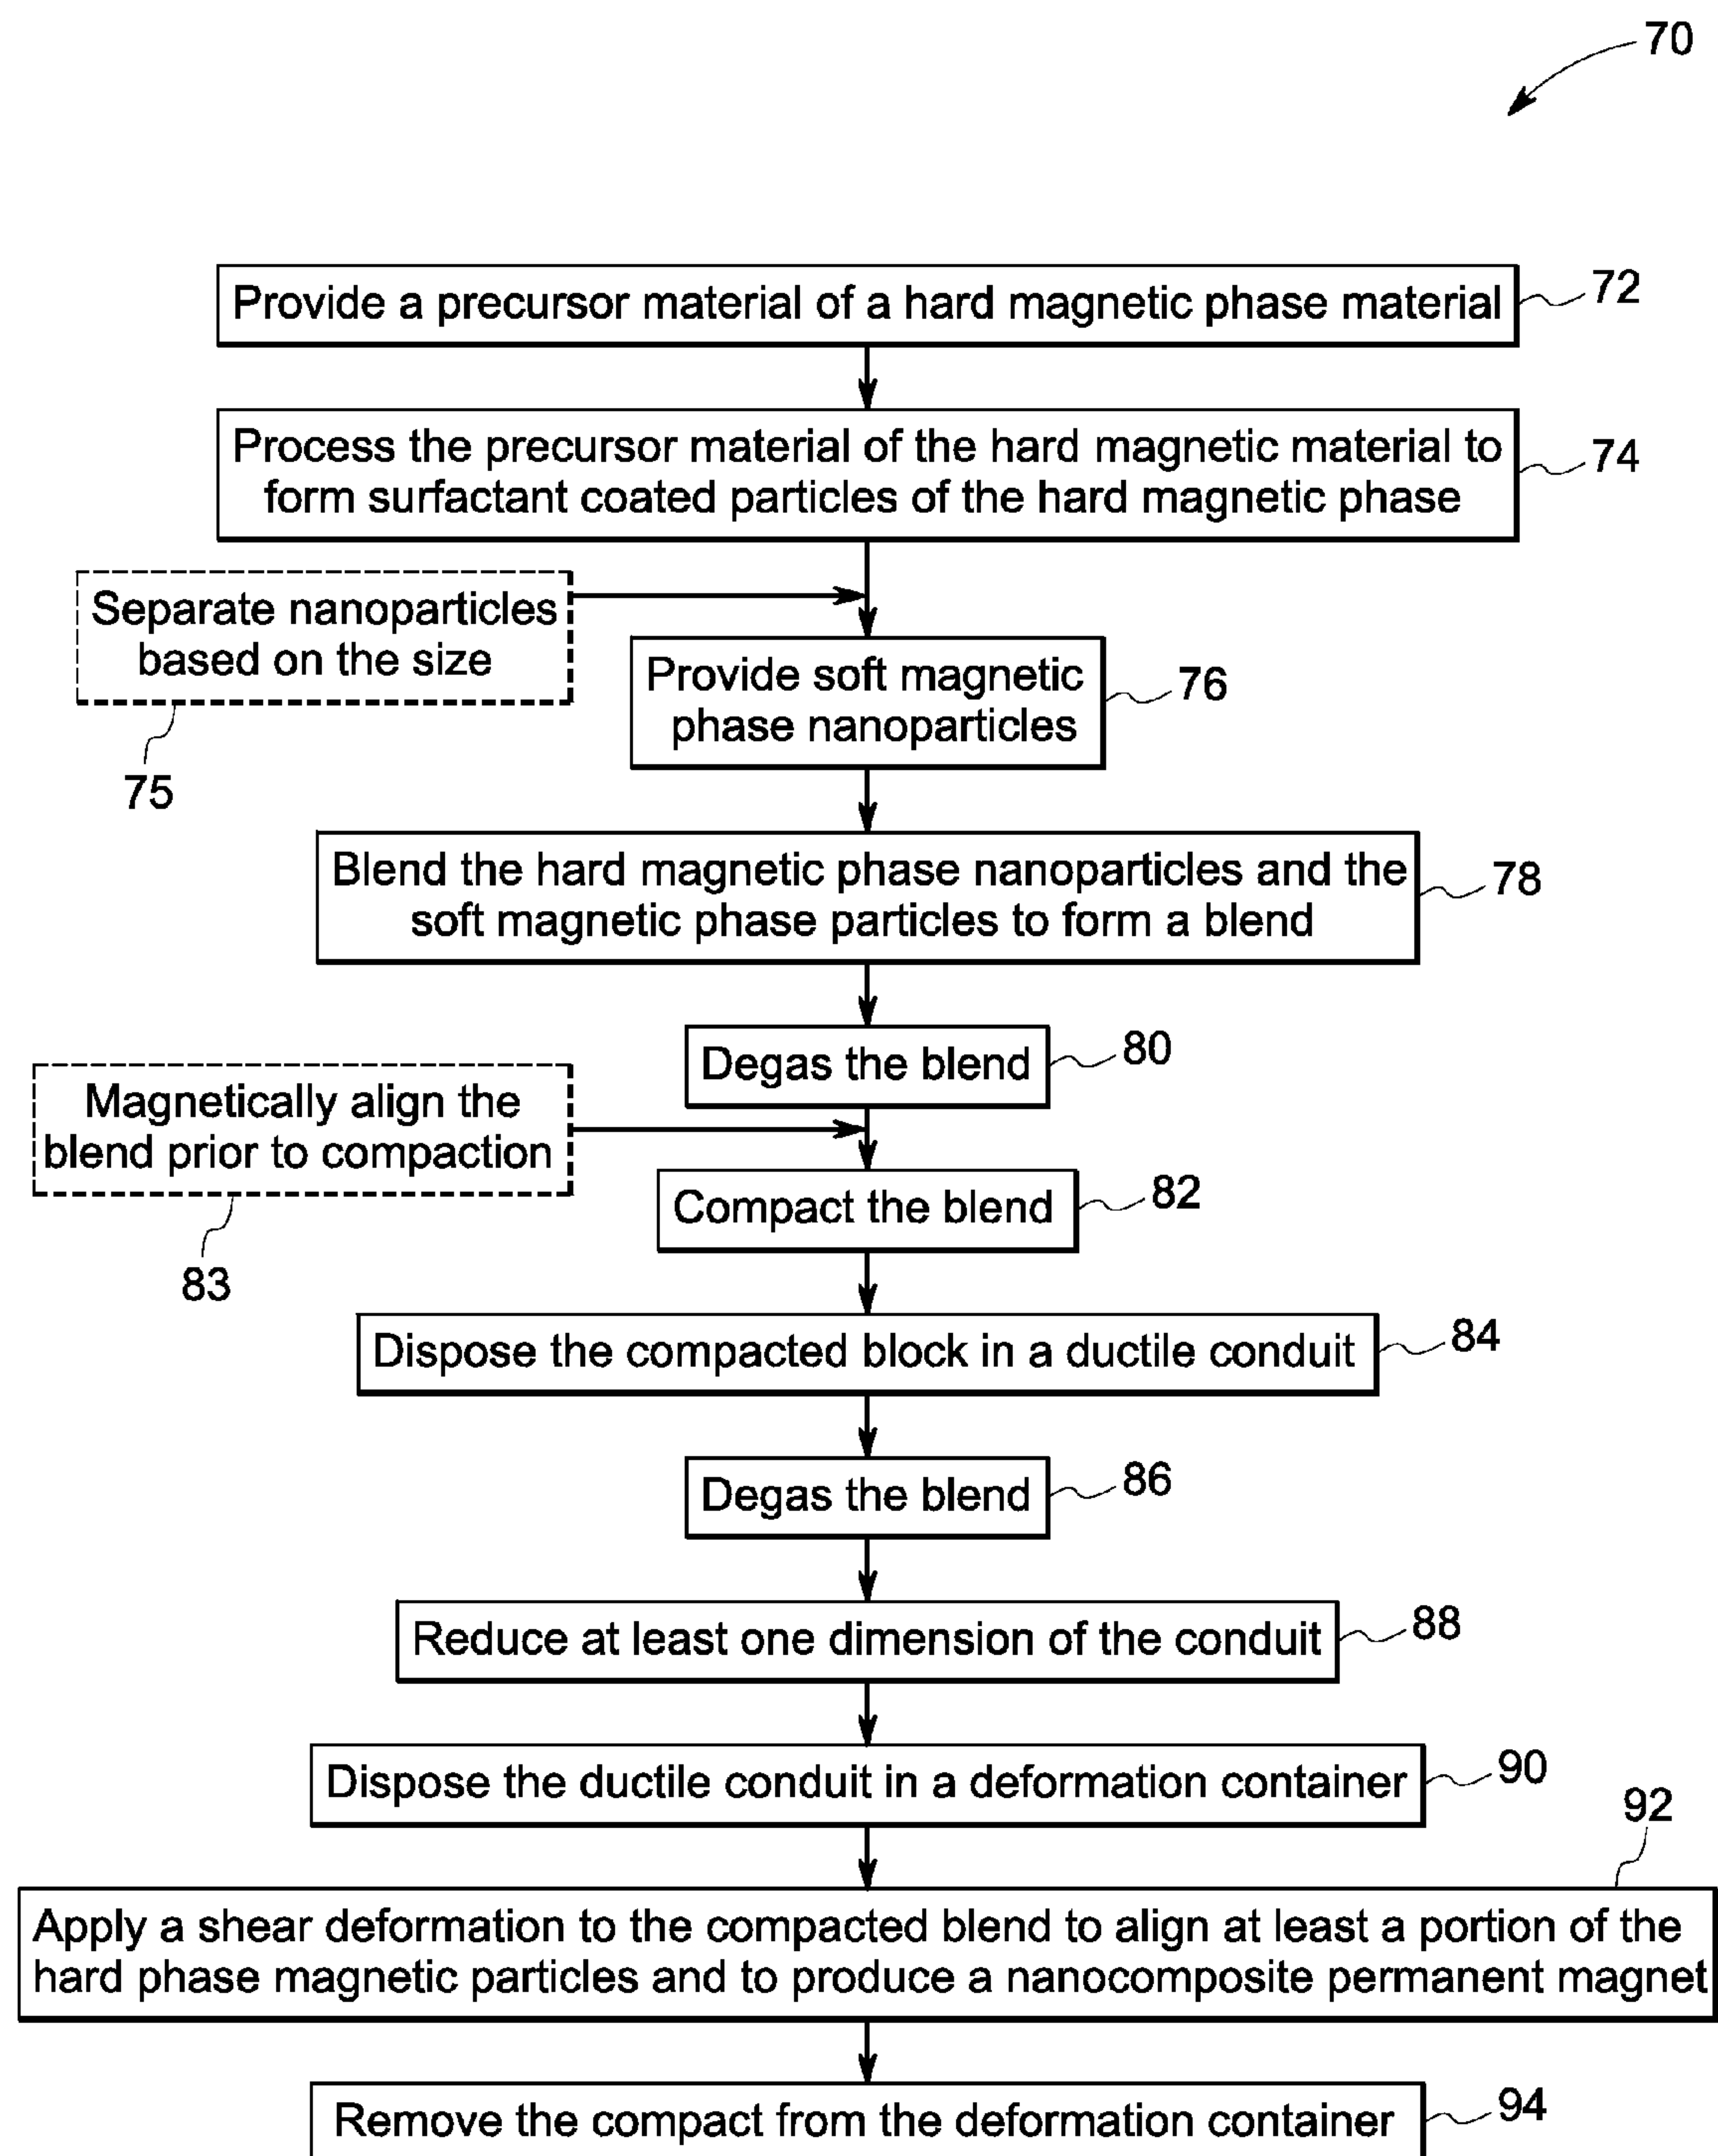 70
Provide a precursor material of a hard magnetic phase material
72
Process the precursor material of the hard magnetic material to
form surfactant coated particles of the hard magnetic phase
74
Separate nanoparticles
based on the size
75
Provide soft magnetic
phase nanoparticles
76
Blend the hard magnetic phase nanoparticles and the
soft magnetic phase particles to form a blend
78
Degas the blend
80
Magnetically align the
blend prior to compaction
83
Compact the blend
82
Dispose the compacted block in a ductile conduit
84
Degas the blend
86
Reduce at least one dimension of the conduit
88
Dispose the ductile conduit in a deformation container
90
92
Apply a shear deformation to the compacted blend to align at least a portion of the
hard phase magnetic particles and to produce a nanocomposite permanent magnet
Remove the compact from the deformation container
94